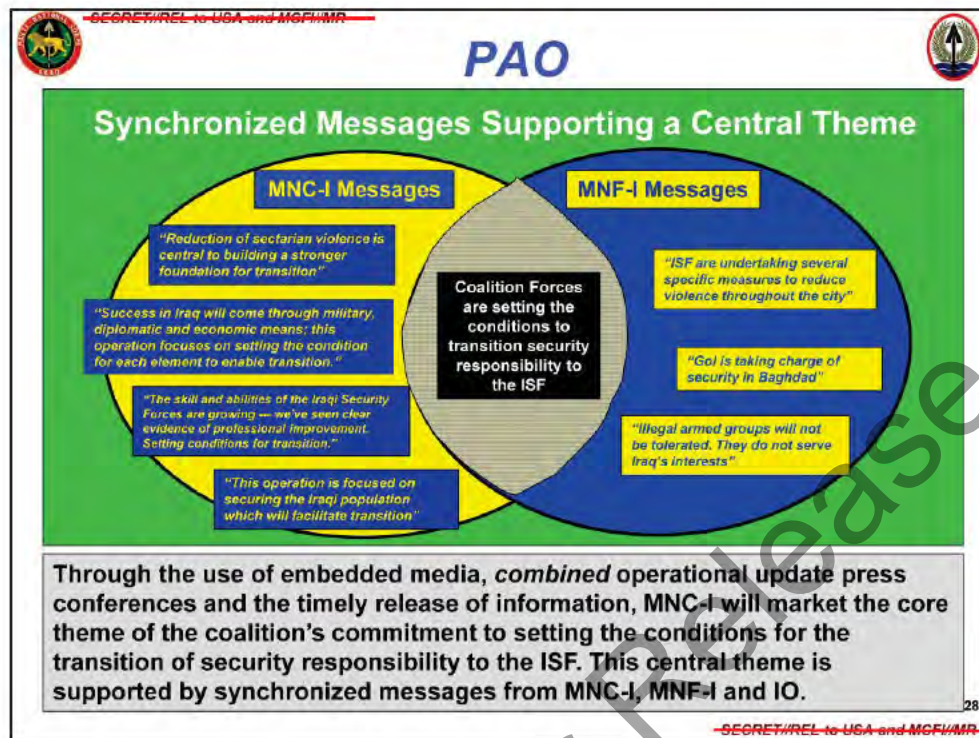 SECRET//REL to USA and MCFI//MR
PAO
Synchronized Messages Supporting a Central Theme
MNC-I Messages
"Reduction of sectarian violence is
central to building a stronger
foundation for transition"
"Success in Iraq will come through military,
diplomatic and economic means; this
operation focuses on setting the condition
for each element to enable transition."
"The skill and abilities of the Iraqi Security
Forces are growing — we've seen clear
evidence of professional improvement.
Setting conditions for transition."
"This operation is focused on
securing the Iraqi population
which will facilitate transition"
Coalition Forces
are setting the
conditions to
transition security
responsibility to
the ISF
MNF-I Messages
"ISF are undertaking several
specific measures to reduce
violence throughout the city"
"GoI is taking charge of
security in Baghdad"
"Illegal armed groups will not
be tolerated. They do not serve
Iraq's interests"
Through the use of embedded media, combined operational update press
conferences and the timely release of information, MNC-I will market the core
theme of the coalition's commitment to setting the conditions for the
transition of security responsibility to the ISF. This central theme is
supported by synchronized messages from MNC-I, MNF-I and IO.
28
SECRET//REL to USA and MCFI//MR
Release